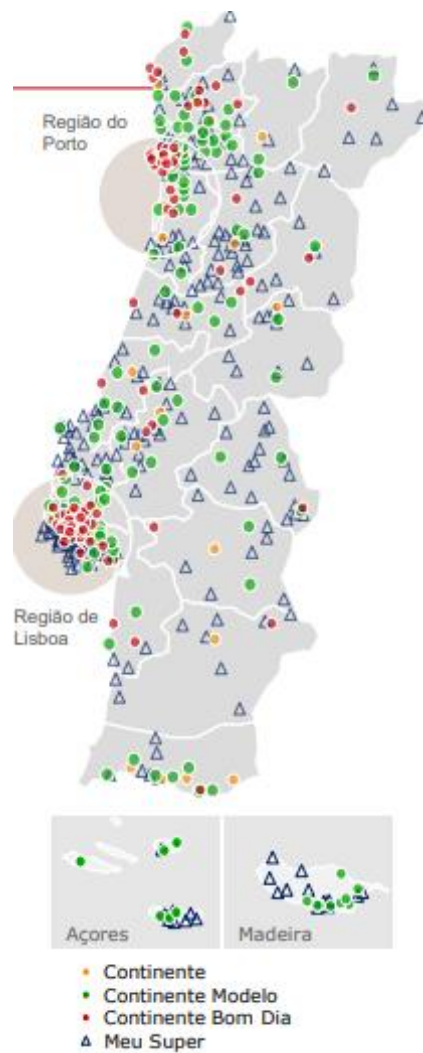 Região do
Porto
Região de
Lisboa
Açores
Madeira
Continente
Continente Modelo
Continente Bom Dia
Meu Super